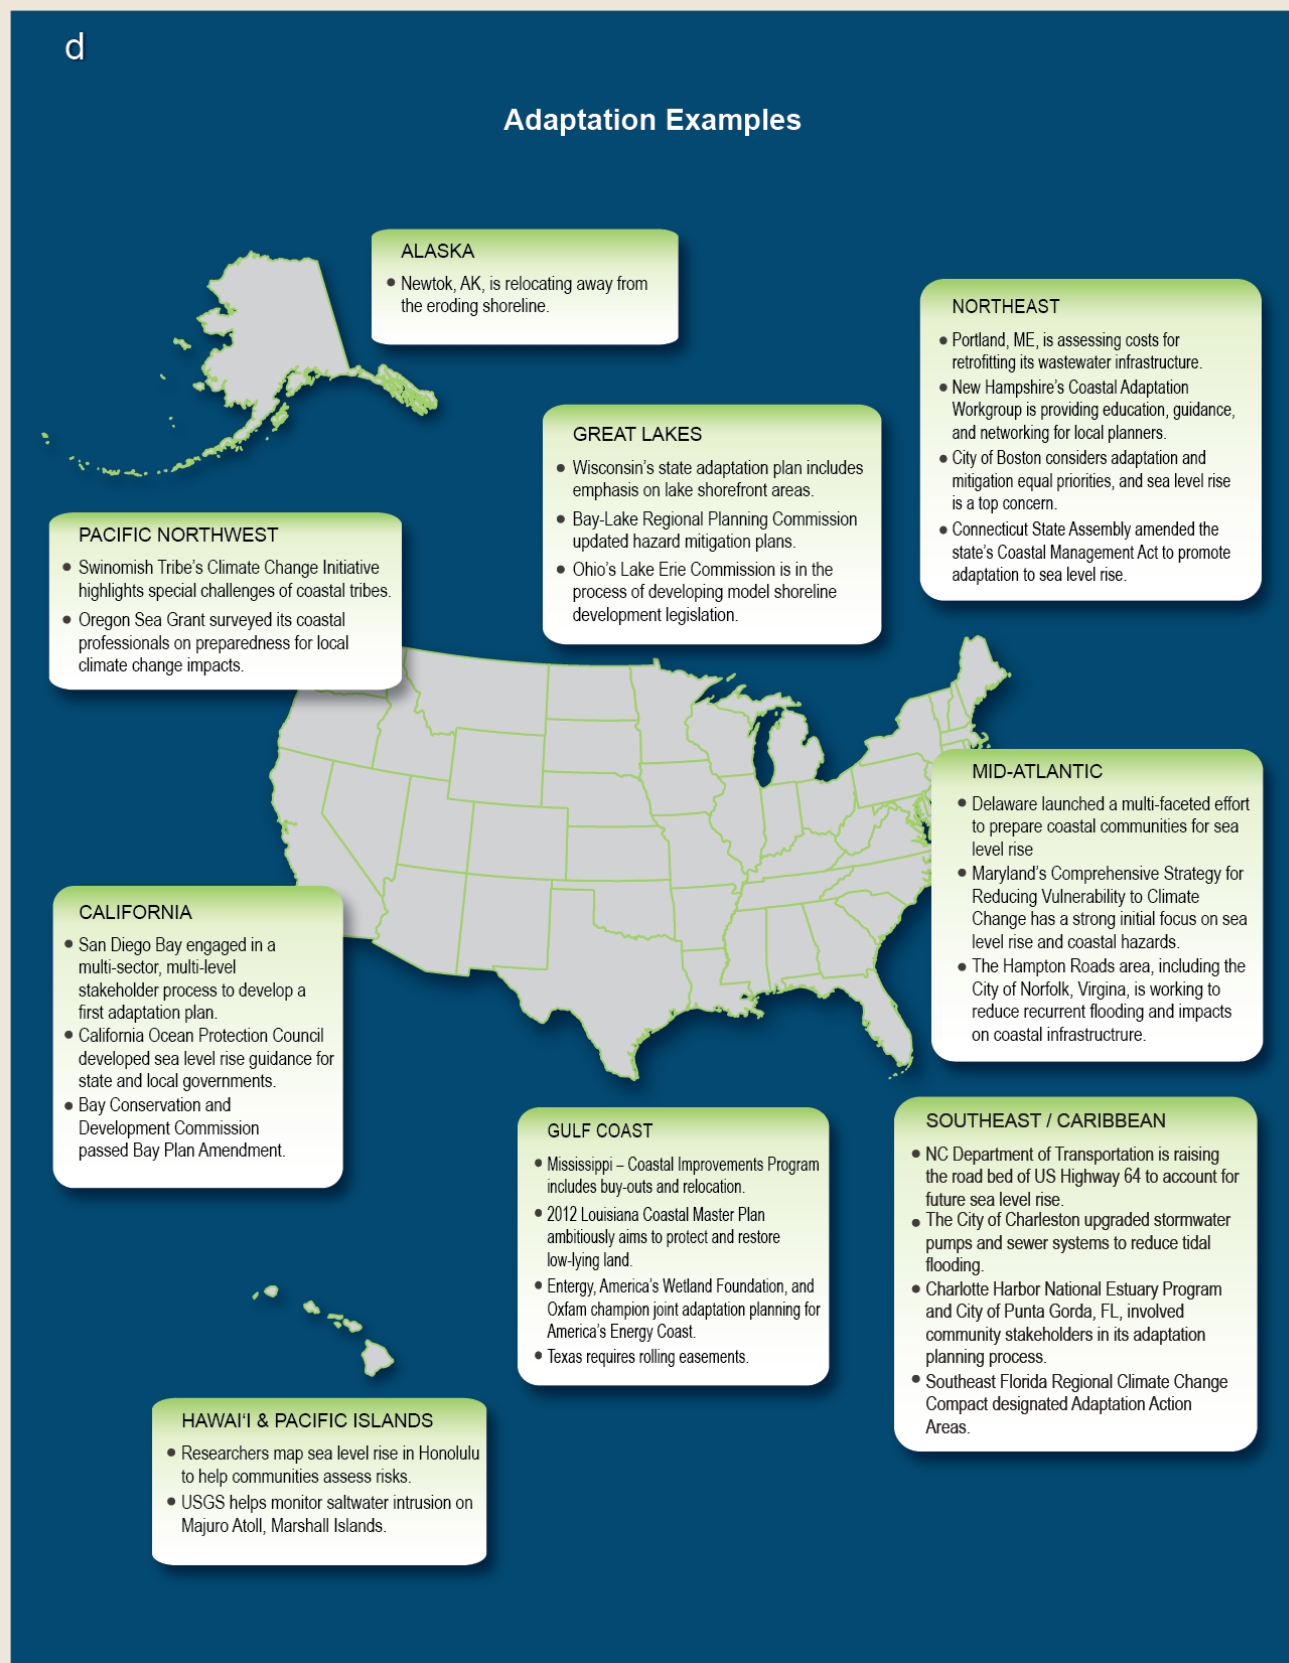 d
Adaptation Examples
ALASKA
• Newtok, AK, is relocating away from
the eroding shoreline.
NORTHEAST
• Portland, ME, is assessing costs for
retrofitting its wastewater infrastructure.
• New Hampshire’s Coastal Adaptation
Workgroup is providing education, guidance,
and networking for local planners.
• City of Boston considers adaptation and
mitigation equal priorities, and sea level rise
is a top concern.
• Connecticut State Assembly amended the
state’s Coastal Management Act to promote
adaptation to sea level rise.
GREAT LAKES
• Wisconsin’s state adaptation plan includes
emphasis on lake shorefront areas.
• Bay-Lake Regional Planning Commission
updated hazard mitigation plans.
• Ohio’s Lake Erie Commission is in the
process of developing model shoreline
development legislation.
PACIFIC NORTHWEST
• Swinomish Tribe’s Climate Change Initiative
highlights special challenges of coastal tribes.
• Oregon Sea Grant surveyed its coastal
professionals on preparedness for local
climate change impacts.
MID-ATLANTIC
• Delaware launched a multi-faceted effort
to prepare coastal communities for sea
level rise
• Maryland’s Comprehensive Strategy for
Reducing Vulnerability to Climate
Change has a strong initial focus on sea
level rise and coastal hazards.
• The Hampton Roads area, including the
City of Norfolk, Virgina, is working to
reduce recurrent flooding and impacts
on coastal infrastructrure.
CALIFORNIA
• San Diego Bay engaged in a
multi-sector, multi-level
stakeholder process to develop a
first adaptation plan.
• California Ocean Protection Council
developed sea level rise guidance for
state and local governments.
• Bay Conservation and
Development Commission
passed Bay Plan Amendment.
GULF COAST
• Mississippi – Coastal Improvements Program
includes buy-outs and relocation.
• 2012 Louisiana Coastal Master Plan
ambitiously aims to protect and restore
low-lying land.
• Entergy, America’s Wetland Foundation, and
Oxfam champion joint adaptation planning for
America’s Energy Coast.
• Texas requires rolling easements.
SOUTHEAST / CARIBBEAN
• NC Department of Transportation is raising
the road bed of US Highway 64 to account for
future sea level rise.
• The City of Charleston upgraded stormwater
pumps and sewer systems to reduce tidal
flooding.
• Charlotte Harbor National Estuary Program
and City of Punta Gorda, FL, involved
community stakeholders in its adaptation
planning process.
• Southeast Florida Regional Climate Change
Compact designated Adaptation Action
Areas.
HAWAI‘I & PACIFIC ISLANDS
• Researchers map sea level rise in Honolulu
to help communities assess risks.
• USGS helps monitor saltwater intrusion on
Majuro Atoll, Marshall Islands.